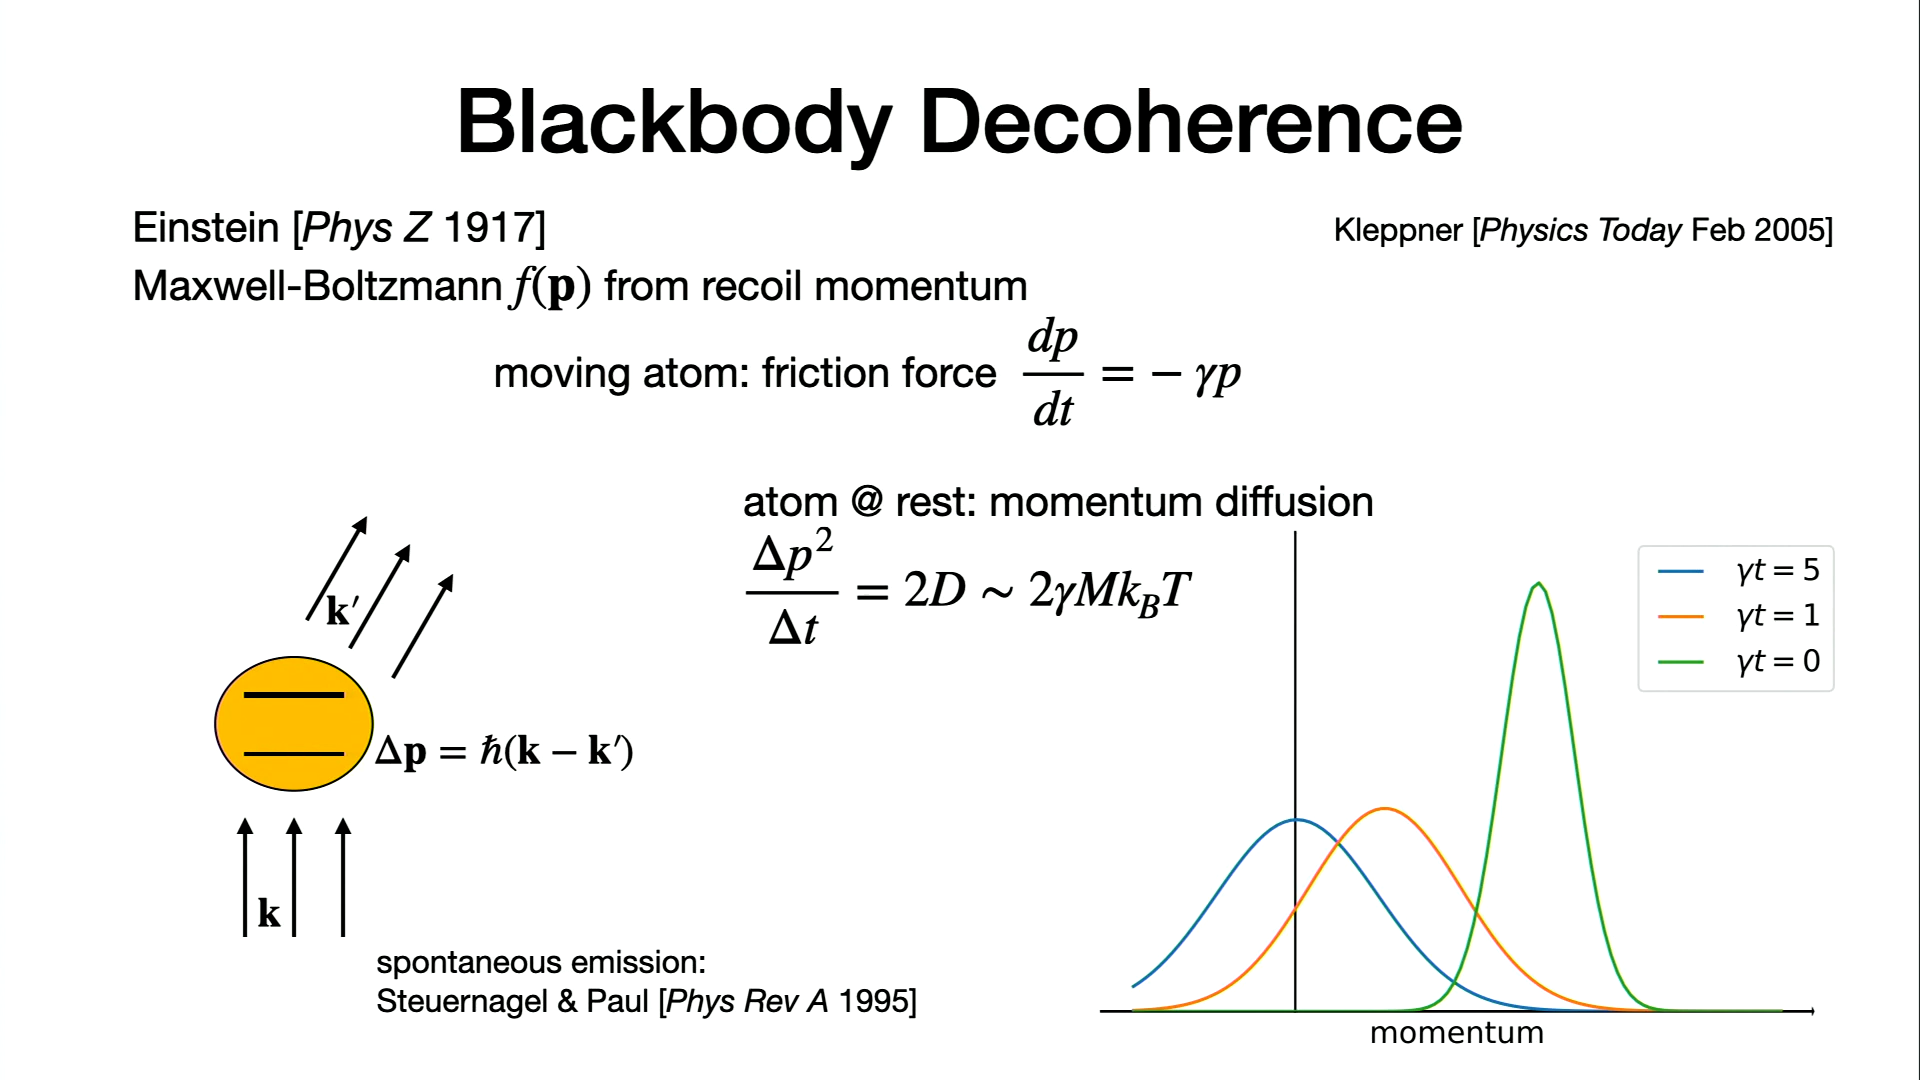 Blackbody Decoherence
Einstein [Phys Z 1917]
Kleppner [Physics Today Feb 2005]
Maxwell-Boltzmann f(p) from recoil momentum
moving atom: friction force dp/dt = − γp
atom @ rest: momentum diffusion
Δp²/Δt = 2D ~ 2γMk_BT
γt = 5
γt = 1
γt = 0
k′
Δp = ħ(k − k′)
k
spontaneous emission:
Steuernagel & Paul [Phys Rev A 1995]
momentum